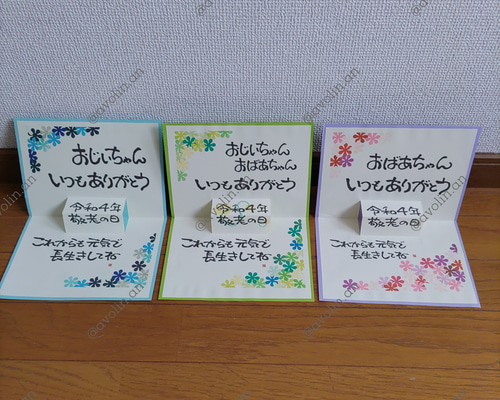 おじいちゃん
いつもありがとう
令和4年
敬老の日
これからも元気で
長生きしてね
おじいちゃん
おばあちゃん
いつもありがとう
令和4年
敬老の日
これからも元気で
長生きしてね
おばあちゃん
いつもありがとう
令和4年
敬老の日
これからも元気で
長生きしてね
@avolin.an